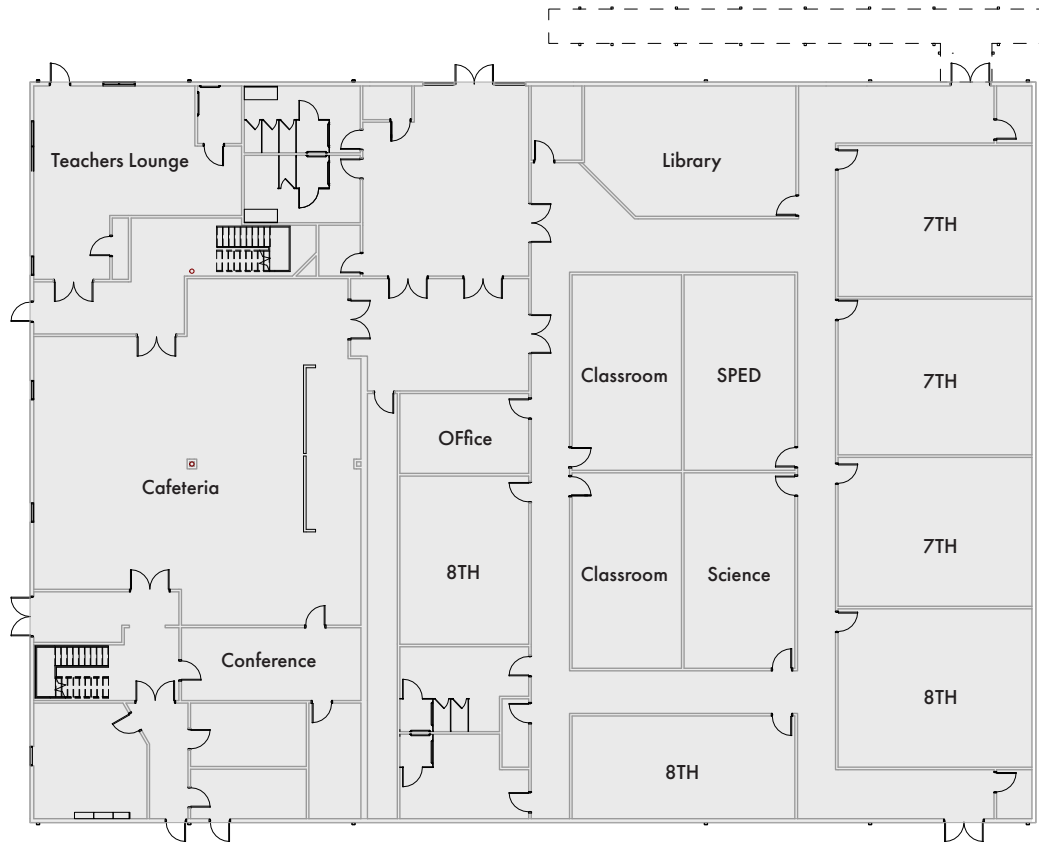 Teachers Lounge
Library
7TH
Classroom
SPED
7TH
OFfice
Cafeteria
8TH
Classroom
Science
7TH
Conference
8TH
8TH